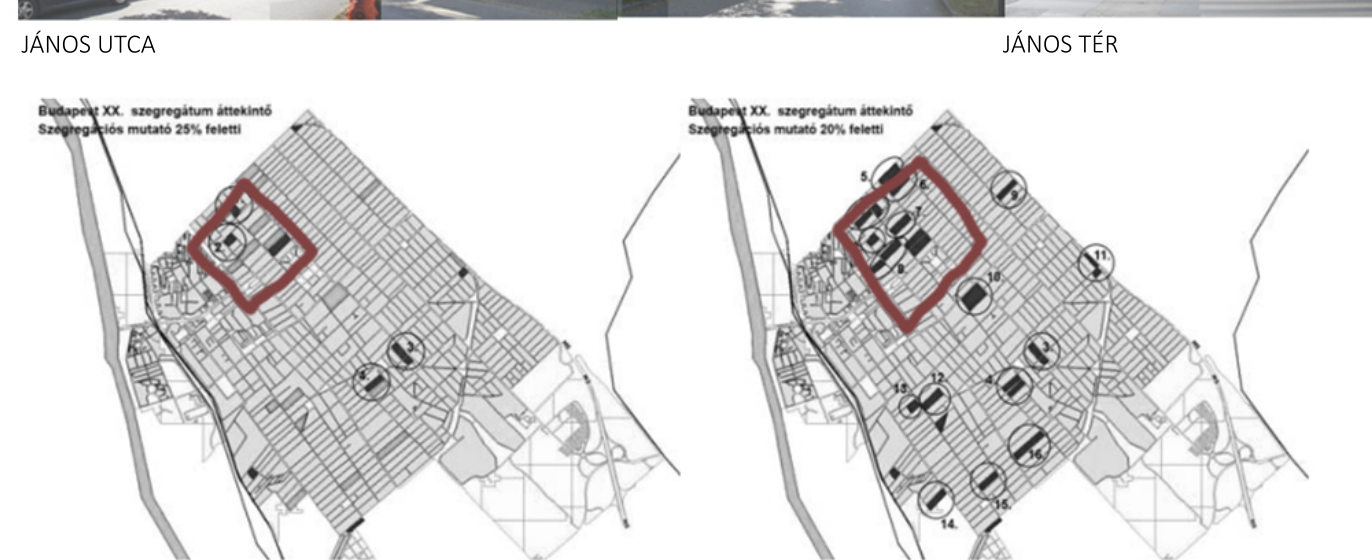 JÁNOS UTCA
JÁNOS TÉR
Budapest XX. szegregátum áttekintő
Szegregációs mutató 25% feletti
2.
3.
4.
Budapest XX. szegregátum áttekintő
Szegregációs mutató 20% feletti
5.
6.
7.
8.
9.
10.
11.
3.
4.
12.
13.
16.
15.
14.